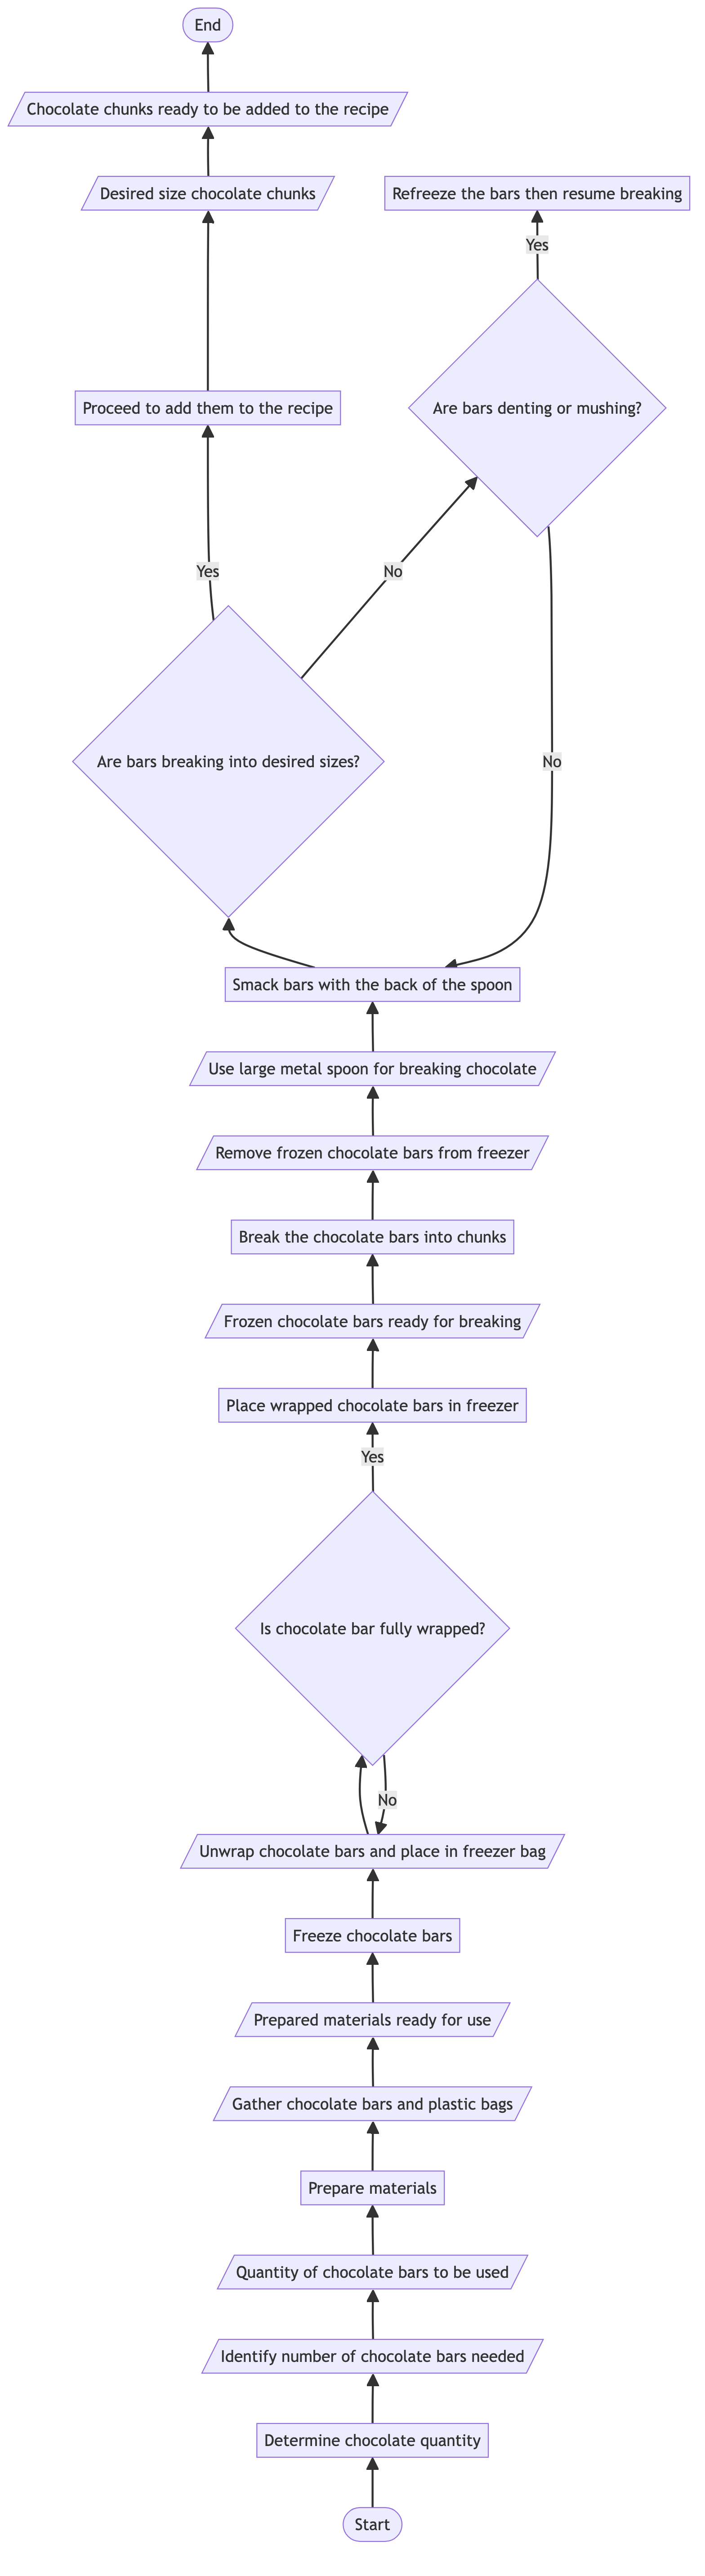 End
Chocolate chunks ready to be added to the recipe
Desired size chocolate chunks
Refreeze the bars then resume breaking
Yes
Proceed to add them to the recipe
Are bars denting or mushing?
Yes
No
Are bars breaking into desired sizes?
No
Smack bars with the back of the spoon
Use large metal spoon for breaking chocolate
Remove frozen chocolate bars from freezer
Break the chocolate bars into chunks
Frozen chocolate bars ready for breaking
Place wrapped chocolate bars in freezer
Yes
Is chocolate bar fully wrapped?
No
Unwrap chocolate bars and place in freezer bag
Freeze chocolate bars
Prepared materials ready for use
Gather chocolate bars and plastic bags
Prepare materials
Quantity of chocolate bars to be used
Identify number of chocolate bars needed
Determine chocolate quantity
Start